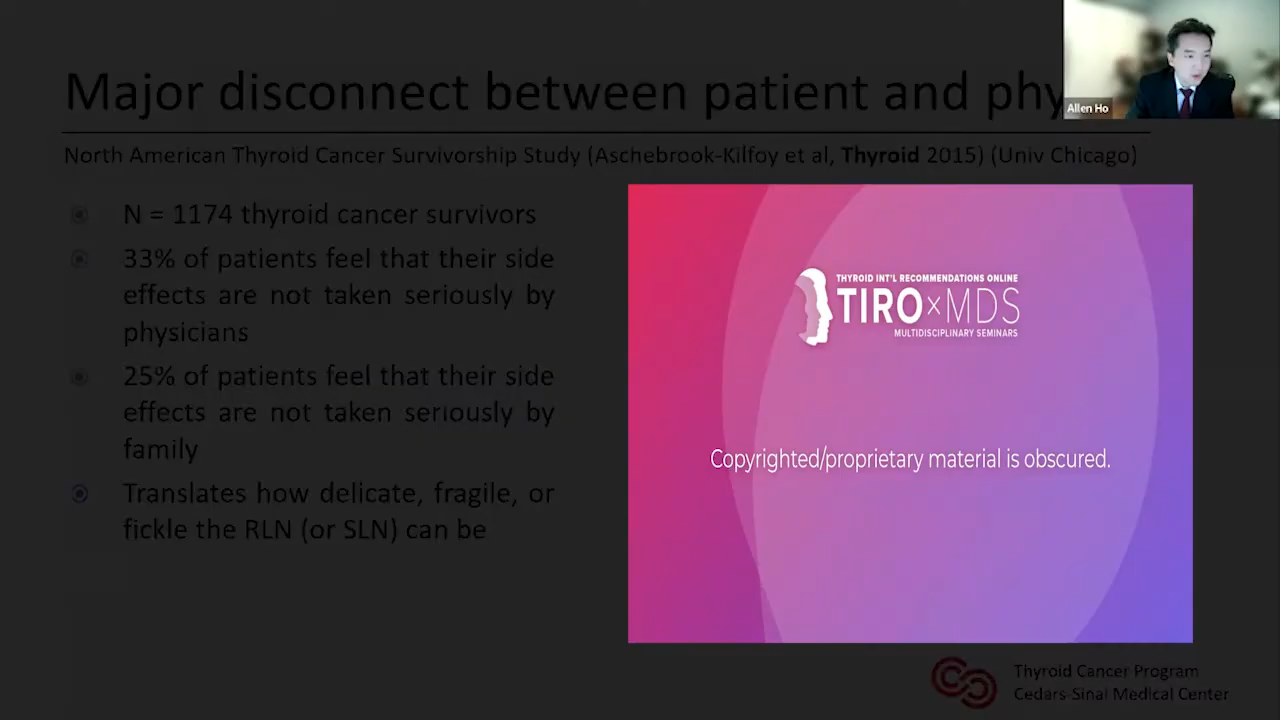 Major disconnect between patient and phy
Allen Ho
North American Thyroid Cancer Survivorship Study (Aschebrook-Kilfoy et al, Thyroid 2015) (Univ Chicago)
N = 1174 thyroid cancer survivors
33% of patients feel that their side
effects are not taken seriously by
physicians
25% of patients feel that their side
effects are not taken seriously by
family
Translates how delicate, fragile, or
fickle the RLN (or SLN) can be
THYROID INT'L RECOMMENDATIONS ONLINE
TIRO×MDS
MULTIDISCIPLINARY SEMINARS
Copyrighted/proprietary material is obscured.
Thyroid Cancer Program
Cedars-Sinai Medical Center